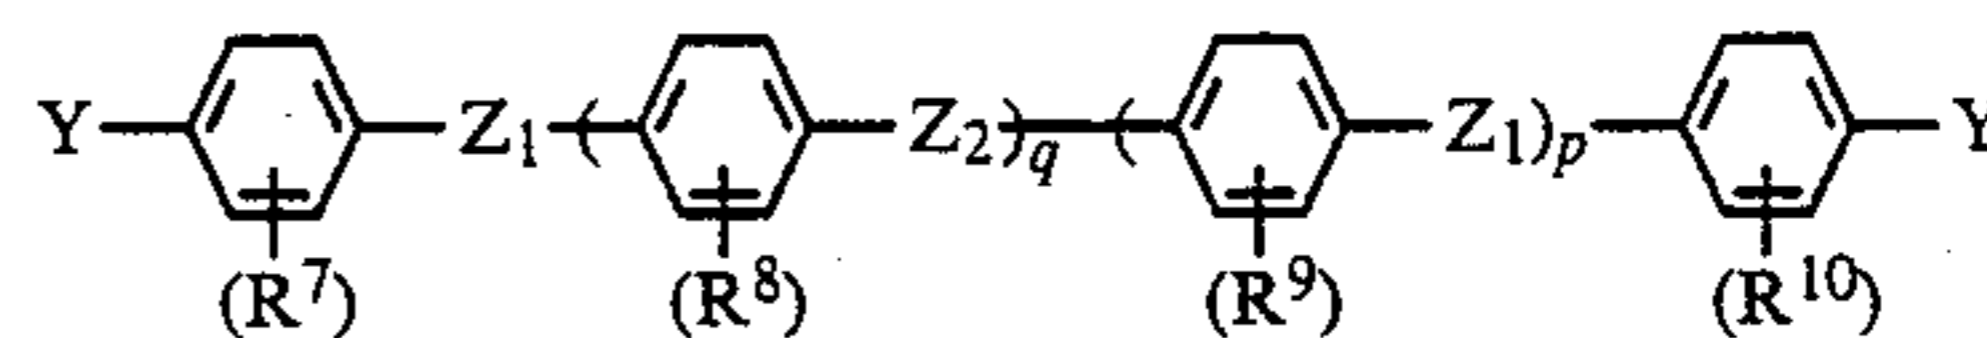 Y Z₁ ( Z₂)q ( Z₁)p Y
(R⁷) (R⁸) (R⁹) (R¹⁰)